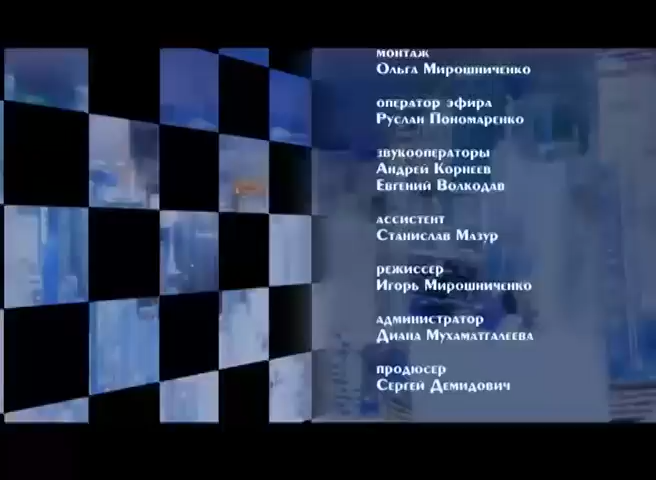 монтаж
Ольга Мирошниченко
оператор эфира
Руслан Пономаренко
звукооператоры
Андрей Корнеев
Евгений Волкодав
ассистент
Станислав Мазур
режиссер
Игорь Мирошниченко
администратор
Диана Мухаматгалеева
продюсер
Сергей Демидович